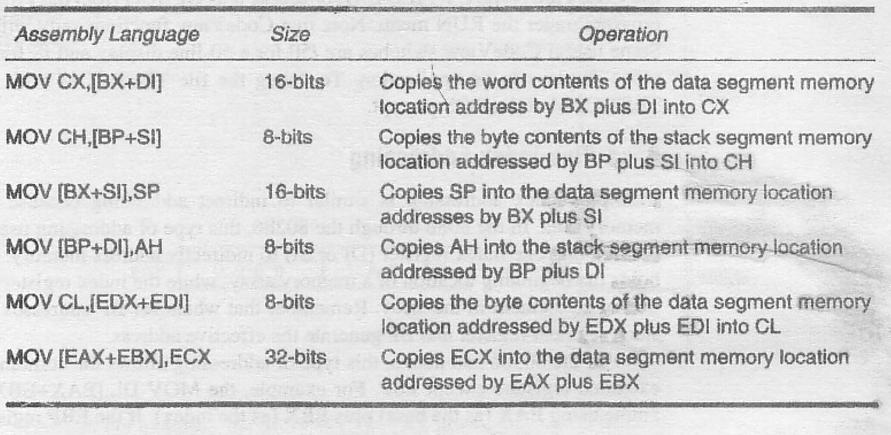 Assembly Language Size Operation
MOV CX,[BX+DI] 16-bits Copies the word contents of the data segment memory
location address by BX plus DI into CX
MOV CH,[BP+SI] 8-bits Copies the byte contents of the stack segment memory
location addressed by BP plus SI into CH
MOV [BX+SI],SP 16-bits Copies SP into the data segment memory location
addresses by BX plus SI
MOV [BP+DI],AH 8-bits Copies AH into the stack segment memory location
addressed by BP plus DI
MOV CL,[EDX+EDI] 8-bits Copies the byte contents of the data segment memory
location addressed by EDX plus EDI into CL
MOV [EAX+EBX],ECX 32-bits Copies ECX into the data segment memory location
addressed by EAX plus EBX